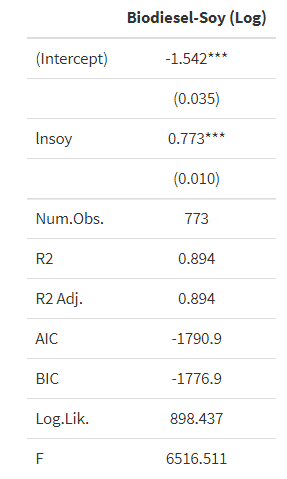 Biodiesel-Soy (Log)
(Intercept) -1.542***
(0.035)
lnsoy 0.773***
(0.010)
Num.Obs. 773
R2 0.894
R2 Adj. 0.894
AIC -1790.9
BIC -1776.9
Log.Lik. 898.437
F 6516.511